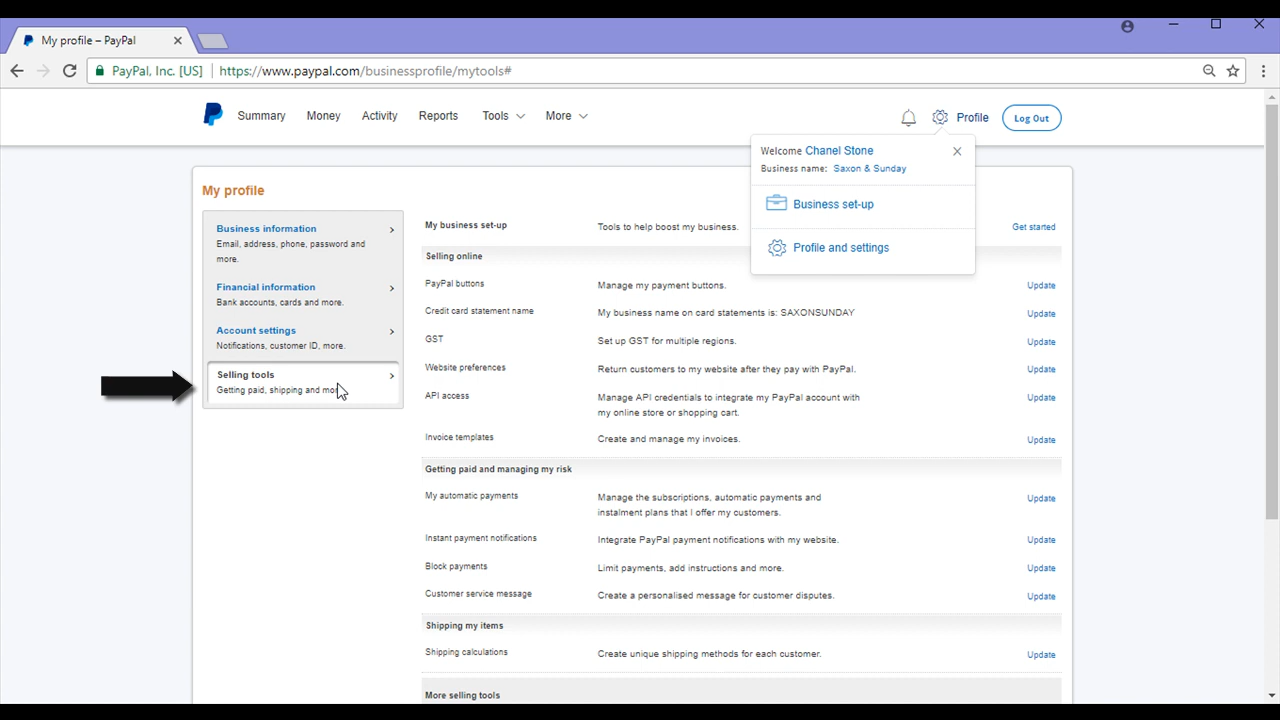 My profile – PayPal
PayPal, Inc. [US]
https://www.paypal.com/businessprofile/mytools#
Summary
Money
Activity
Reports
Tools
More
Profile
Log Out
Welcome Chanel Stone
Business name: Saxon & Sunday
Business set-up
Profile and settings
My profile
Business information
Email, address, phone, password and
more.
Financial information
Bank accounts, cards and more.
Account settings
Notifications, customer ID, more.
Selling tools
Getting paid, shipping and
My business set-up
Tools to help boost my business.
Get started
Selling online
PayPal buttons
Manage my payment buttons.
Update
Credit card statement name
My business name on card statements is: SAXONSUNDAY
Update
GST
Set up GST for multiple regions.
Update
Website preferences
Return customers to my website after they pay with PayPal.
Update
API access
Manage API credentials to integrate my PayPal account with
my online store or shopping cart.
Update
Invoice templates
Create and manage my invoices.
Update
Getting paid and managing my risk
My automatic payments
Manage the subscriptions, automatic payments and
instalment plans that I offer my customers.
Update
Instant payment notifications
Integrate PayPal payment notifications with my website.
Update
Block payments
Limit payments, add instructions and more.
Update
Customer service message
Create a personalised message for customer disputes.
Update
Shipping my items
Shipping calculations
Create unique shipping methods for each customer.
Update
More selling tools